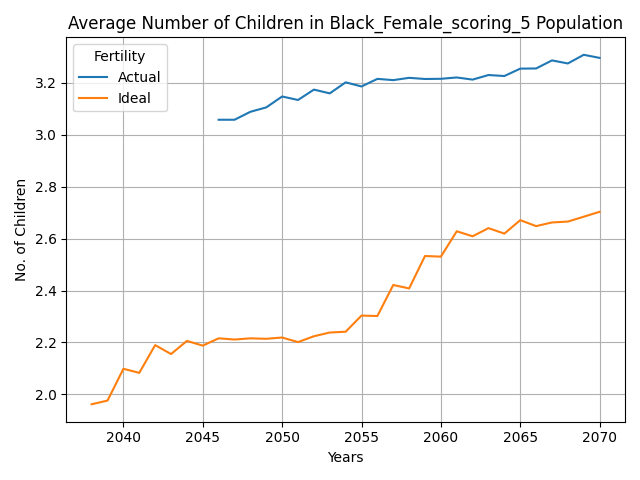 Average Number of Children in Black_Female_scoring_5 Population
Fertility
Actual
Ideal
No. of Children
3.2
3.0
2.8
2.6
2.4
2.2
2.0
2040 2045 2050 2055 2060 2065 2070
Years